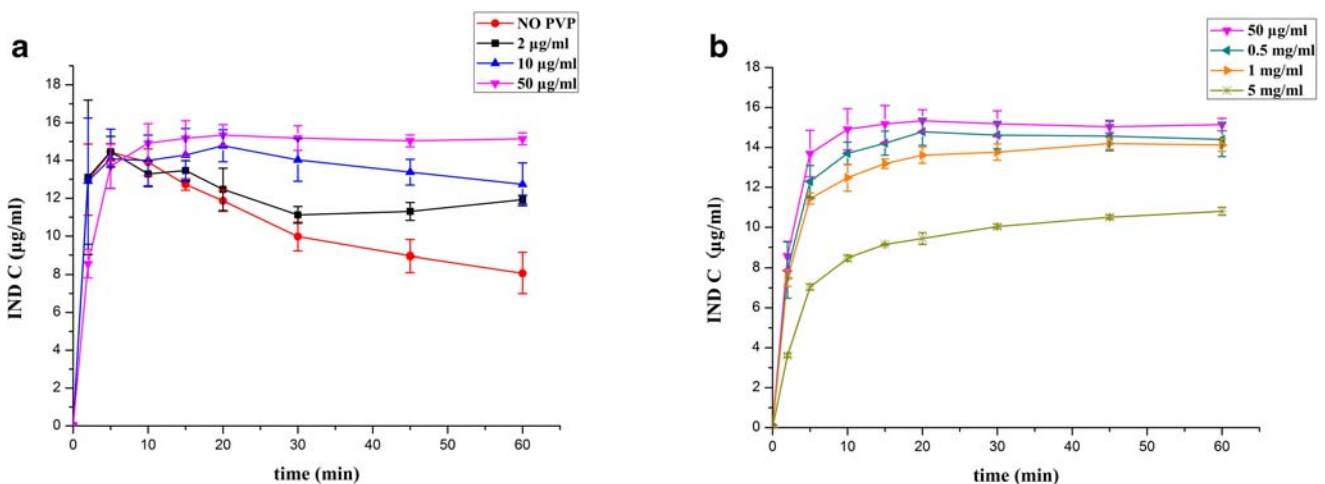 a
NO PVP
2 µg/ml
10 µg/ml
50 µg/ml
18
16
14
12
10
8
6
4
2
0
IND C (µg/ml)
0 10 20 30 40 50 60
time (min)
b
50 µg/ml
0.5 mg/ml
1 mg/ml
5 mg/ml
18
16
14
12
10
8
6
4
2
0
IND C (µg/ml)
0 10 20 30 40 50 60
time (min)